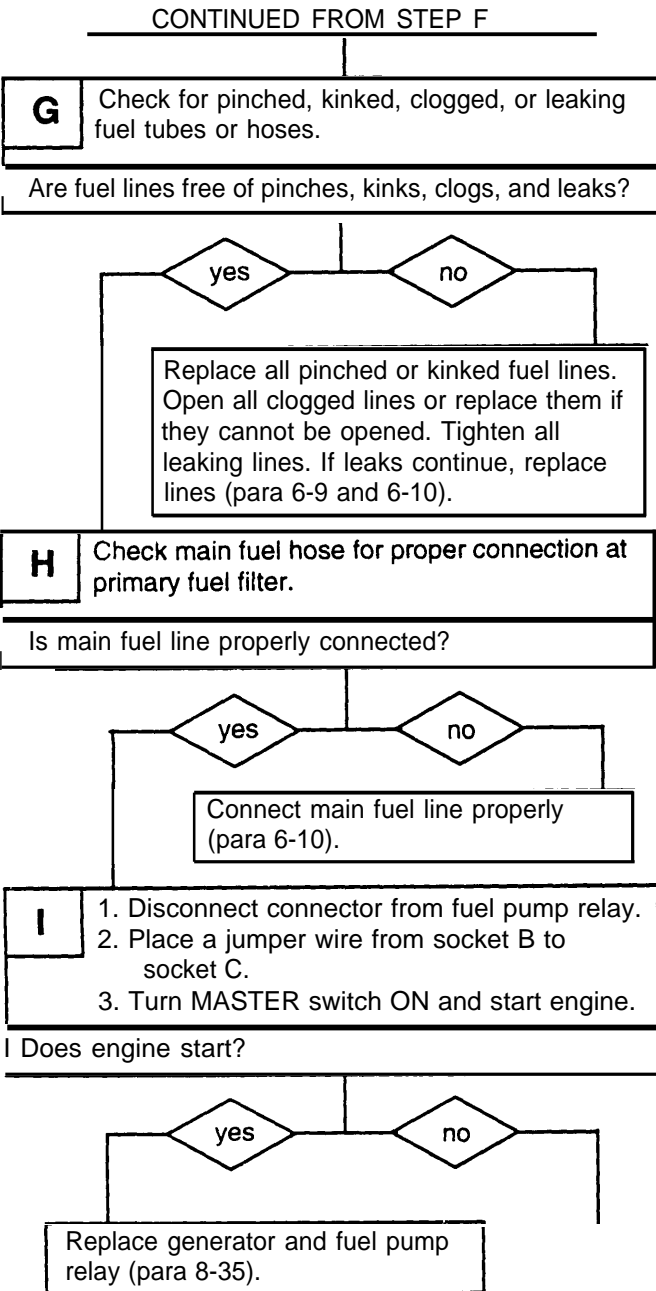 CONTINUED FROM STEP F
G
Check for pinched, kinked, clogged, or leaking
fuel tubes or hoses.
Are fuel lines free of pinches, kinks, clogs, and leaks?
yes
no
Replace all pinched or kinked fuel lines.
Open all clogged lines or replace them if
they cannot be opened. Tighten all
leaking lines. If leaks continue, replace
lines (para 6-9 and 6-10).
H
Check main fuel hose for proper connection at
primary fuel filter.
Is main fuel line properly connected?
yes
no
Connect main fuel line properly
(para 6-10).
I
1. Disconnect connector from fuel pump relay.
2. Place a jumper wire from socket B to
socket C.
3. Turn MASTER switch ON and start engine.
I Does engine start?
yes
no
Replace generator and fuel pump
relay (para 8-35).